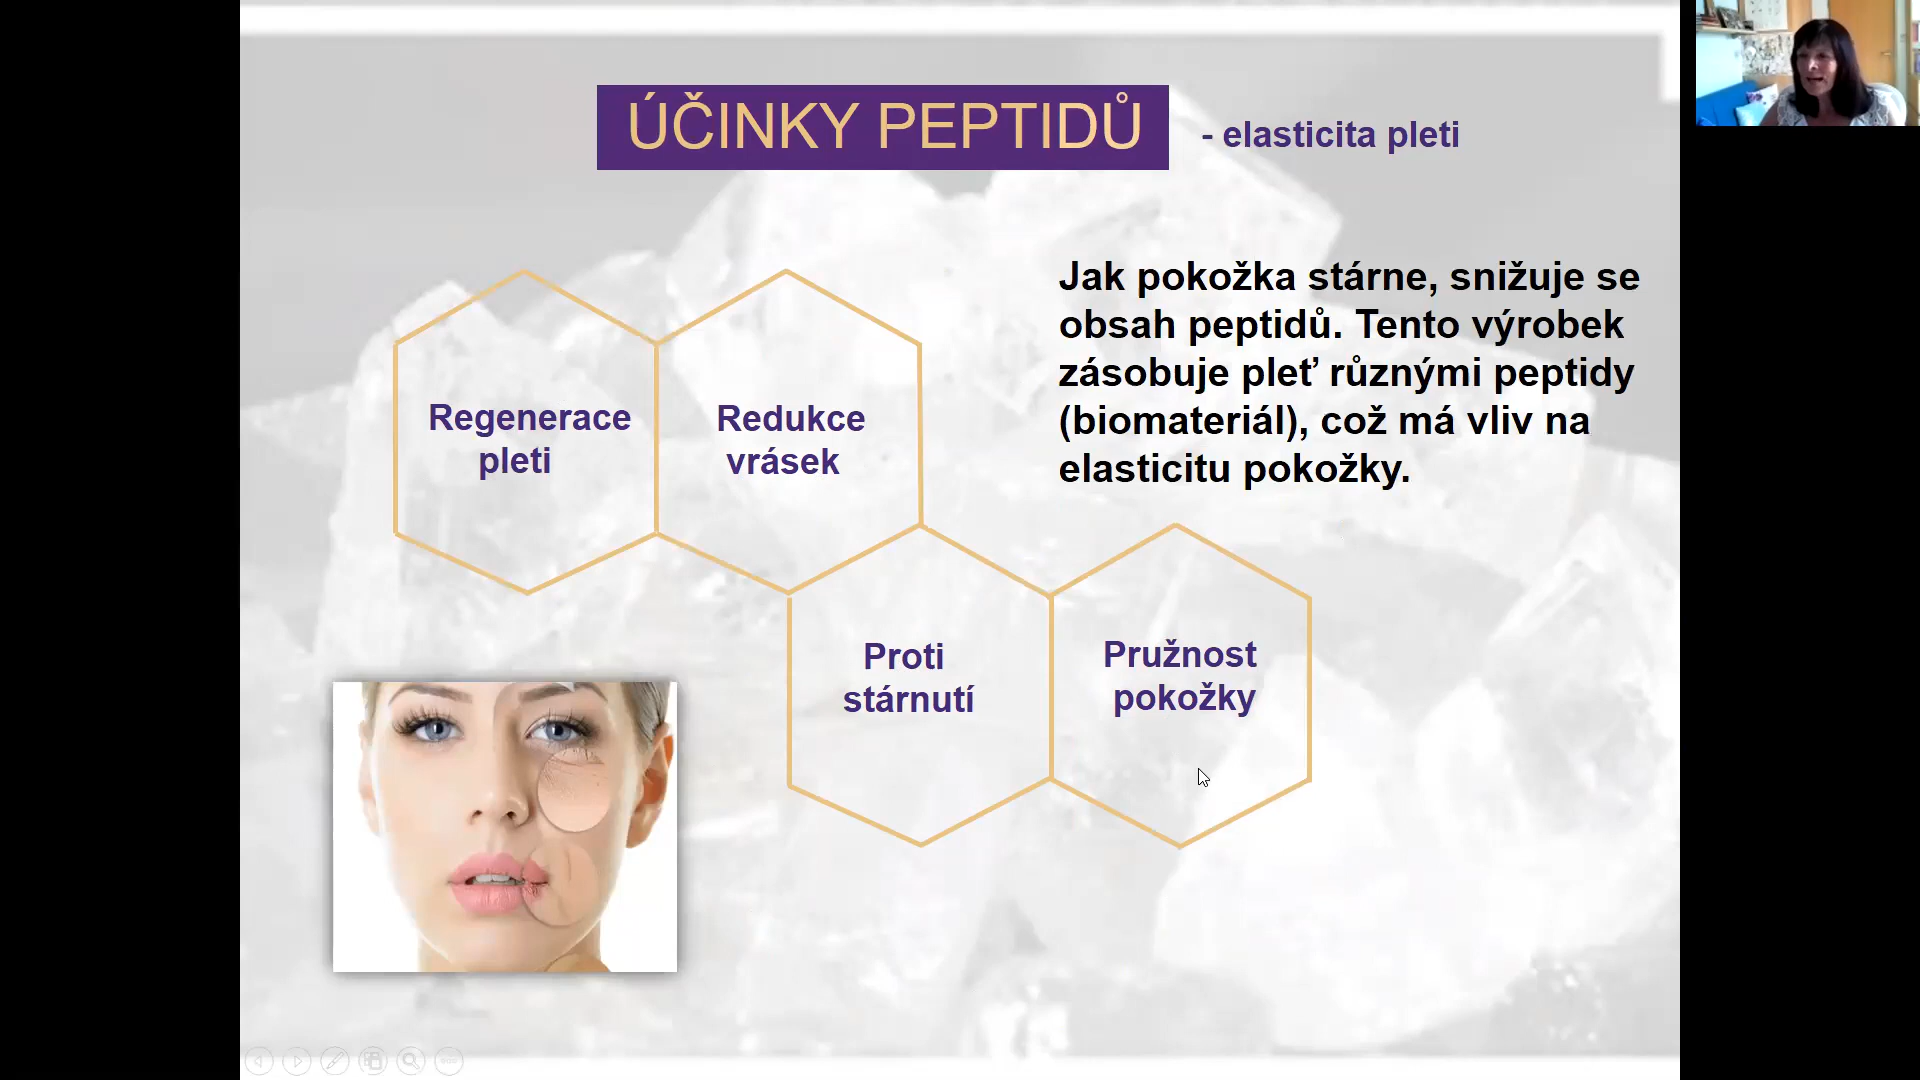 ÚČINKY PEPTIDŮ
- elasticita pleti
Jak pokožka stárne, snižuje se
obsah peptidů. Tento výrobek
zásobuje pleť různými peptidy
(biomateriál), což má vliv na
elasticitu pokožky.
Regenerace
pleti
Redukce
vrásek
Proti
stárnutí
Pružnost
pokožky